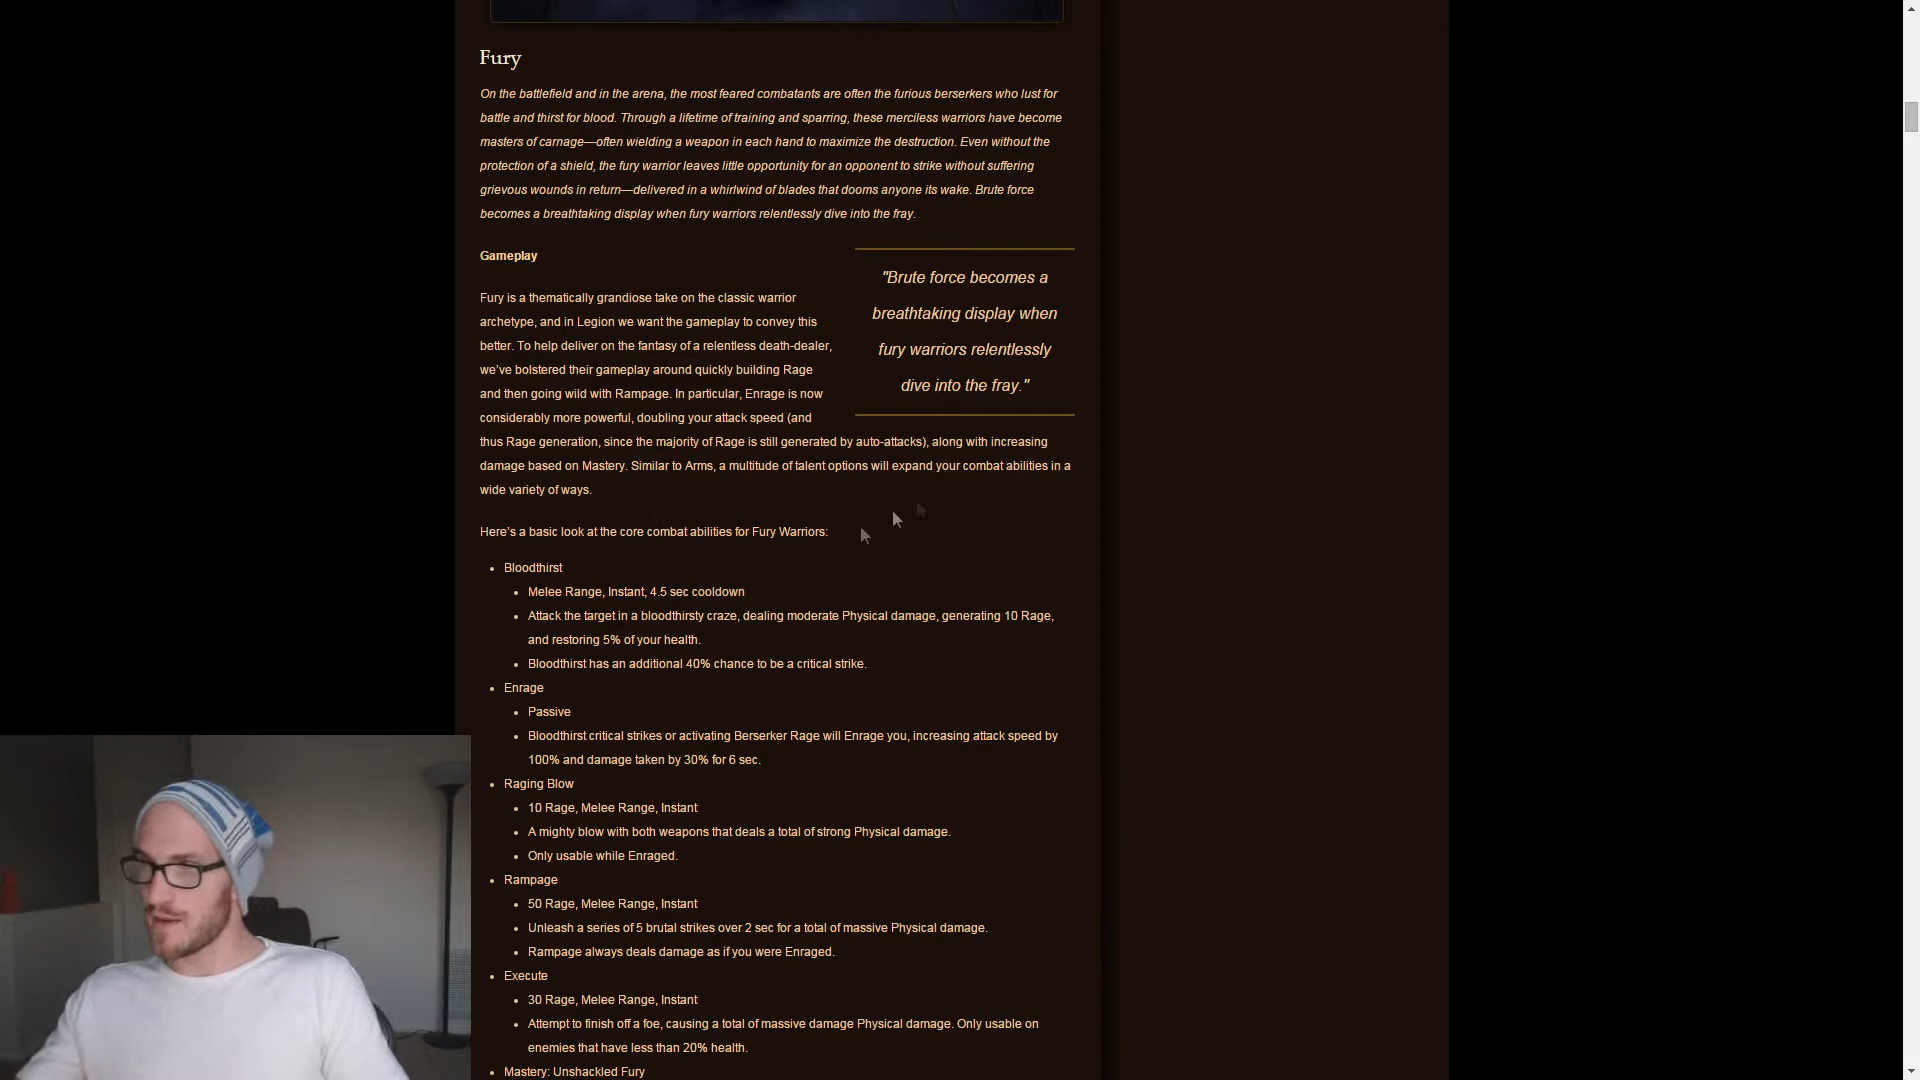 Fury
On the battlefield and in the arena, the most feared combatants are often the furious berserkers who lust for
battle and thirst for blood. Through a lifetime of training and sparring, these merciless warriors have become
masters of carnage—often wielding a weapon in each hand to maximize the destruction. Even without the
protection of a shield, the fury warrior leaves little opportunity for an opponent to strike without suffering
grievous wounds in return—delivered in a whirlwind of blades that dooms anyone its wake. Brute force
becomes a breathtaking display when fury warriors relentlessly dive into the fray.
Gameplay
"Brute force becomes a
breathtaking display when
fury warriors relentlessly
dive into the fray."
Fury is a thematically grandiose take on the classic warrior
archetype, and in Legion we want the gameplay to convey this
better. To help deliver on the fantasy of a relentless death-dealer,
we've bolstered their gameplay around quickly building Rage
and then going wild with Rampage. In particular, Enrage is now
considerably more powerful, doubling your attack speed (and
thus Rage generation, since the majority of Rage is still generated by auto-attacks), along with increasing
damage based on Mastery. Similar to Arms, a multitude of talent options will expand your combat abilities in a
wide variety of ways.
Here's a basic look at the core combat abilities for Fury Warriors:
• Bloodthirst
• Melee Range, Instant, 4.5 sec cooldown
• Attack the target in a bloodthirsty craze, dealing moderate Physical damage, generating 10 Rage,
and restoring 5% of your health.
• Bloodthirst has an additional 40% chance to be a critical strike.
• Enrage
• Passive
• Bloodthirst critical strikes or activating Berserker Rage will Enrage you, increasing attack speed by
100% and damage taken by 30% for 6 sec.
• Raging Blow
• 10 Rage, Melee Range, Instant
• A mighty blow with both weapons that deals a total of strong Physical damage.
• Only usable while Enraged.
• Rampage
• 50 Rage, Melee Range, Instant
• Unleash a series of 5 brutal strikes over 2 sec for a total of massive Physical damage.
• Rampage always deals damage as if you were Enraged.
• Execute
• 30 Rage, Melee Range, Instant
• Attempt to finish off a foe, causing a total of massive damage Physical damage. Only usable on
enemies that have less than 20% health.
• Mastery: Unshackled Fury